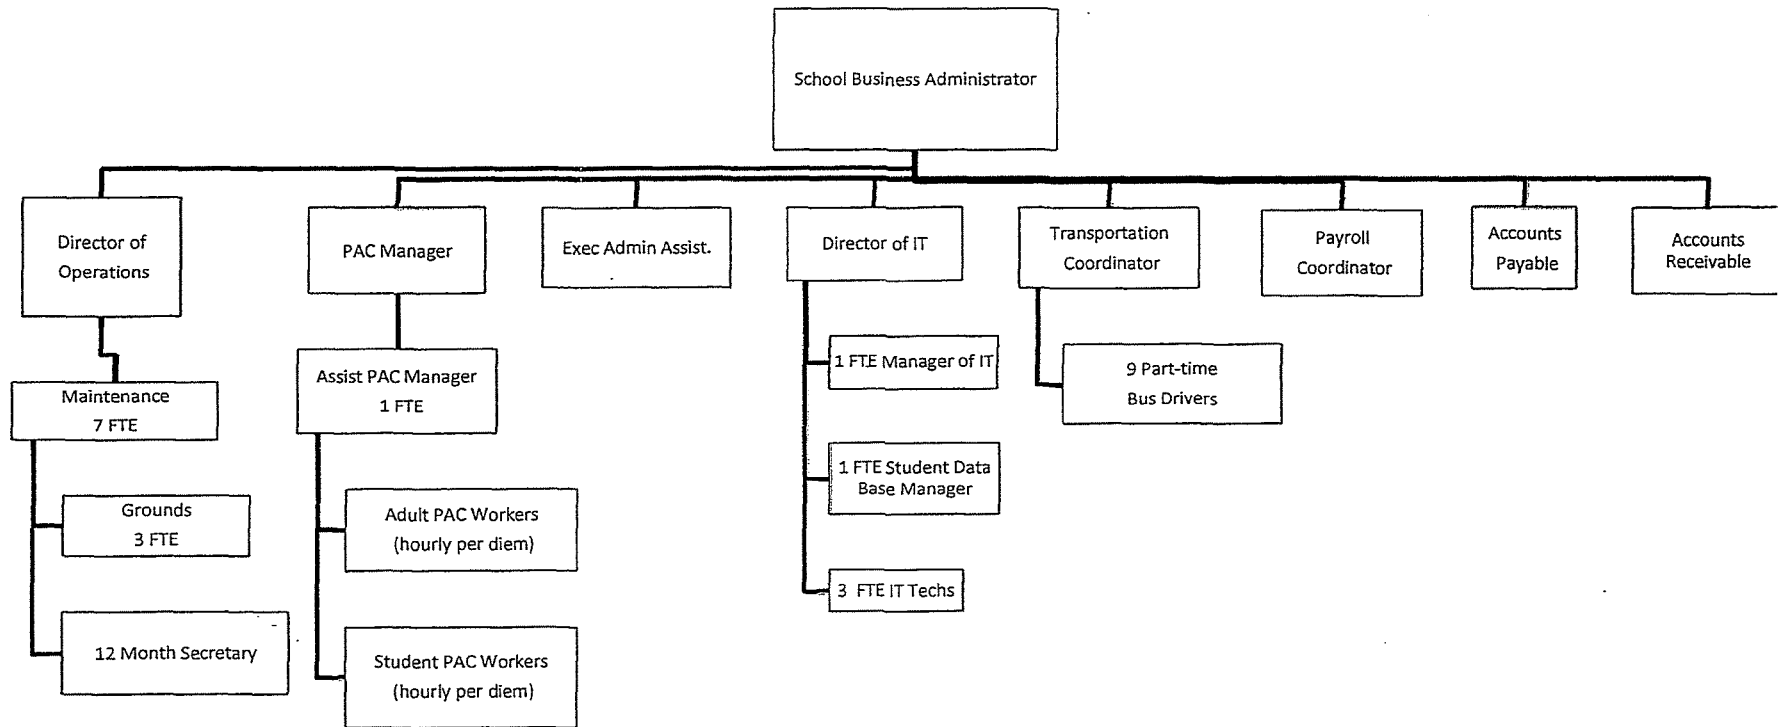 School Business Administrator
Director of
Operations
PAC Manager
Exec Admin Assist.
Director of IT
Transportation
Coordinator
Payroll
Coordinator
Accounts
Payable
Accounts
Receivable
Maintenance
7 FTE
Grounds
3 FTE
12 Month Secretary
Assist PAC Manager
1 FTE
Adult PAC Workers
(hourly per diem)
Student PAC Workers
(hourly per diem)
1 FTE Manager of IT
1 FTE Student Data
Base Manager
3 FTE IT Techs
9 Part-time
Bus Drivers